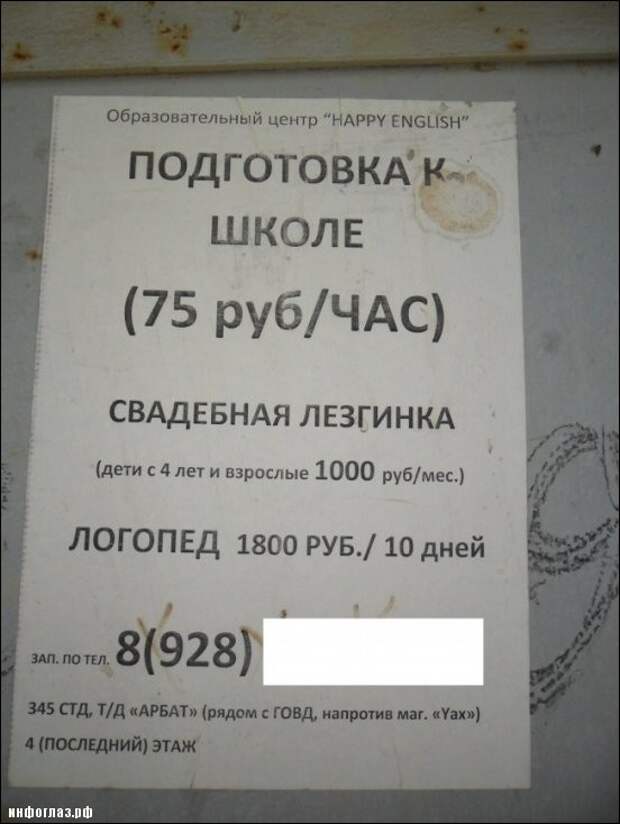 Образовательный центр "HAPPY ENGLISH"
ПОДГОТОВКА К
ШКОЛЕ
(75 руб/ЧАС)
СВАДЕБНАЯ ЛЕЗГИНКА
(дети с 4 лет и взрослые 1000 руб/мес.)
ЛОГОПЕД 1800 РУБ./ 10 дней
ЗАП. ПО ТЕЛ. 8(928)
345 СТД, Т/Д «АРБАТ» (рядом с ГОВД, напротив маг. «Yax»)
4 (ПОСЛЕДНИЙ) ЭТАЖ
инфоглаз.рф